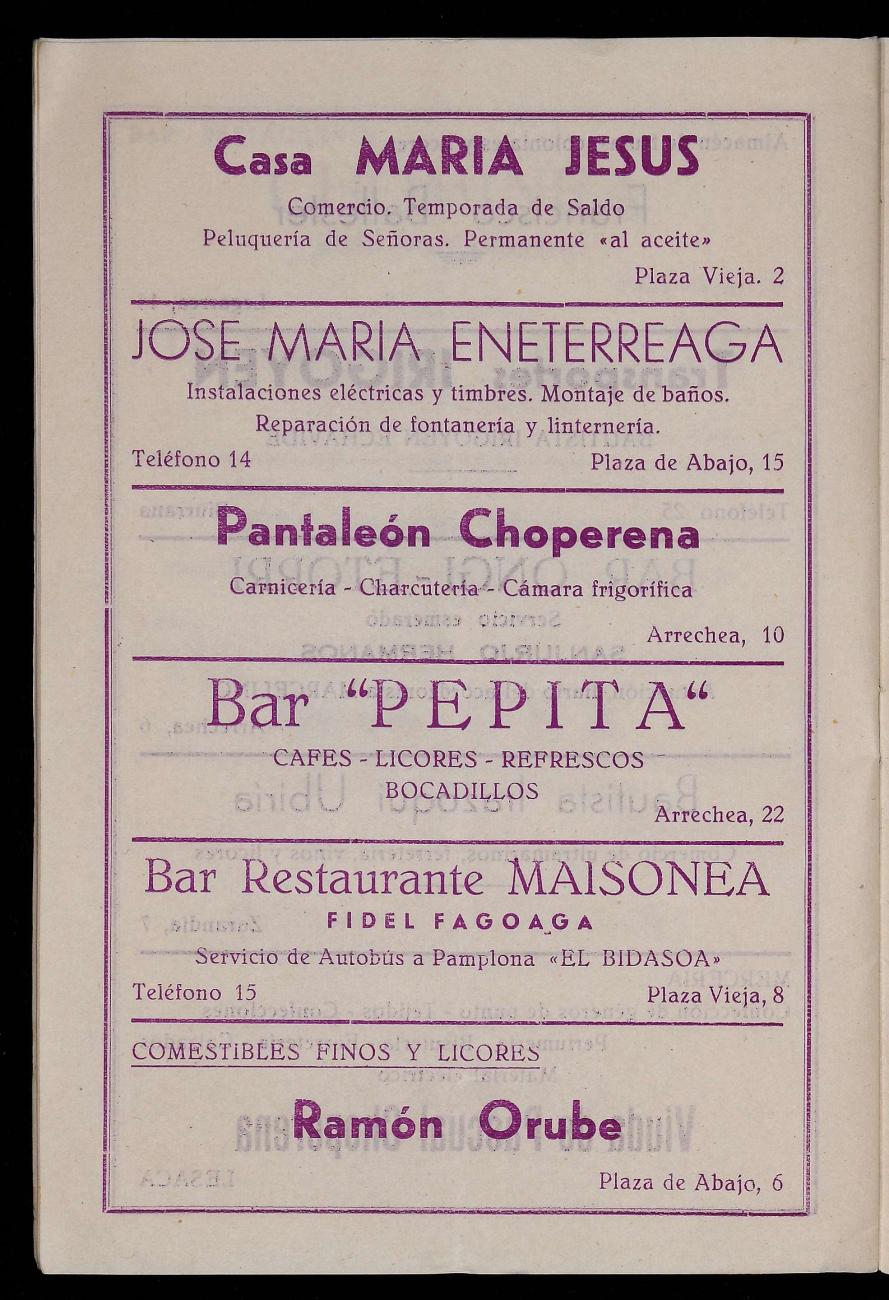 Casa MARIA JESUS
Comercio. Temporada de Saldo
Peluquería de Señoras. Permanente «al aceite»
Plaza Vieja. 2
JOSE MARIA ENETERREAGA
Instalaciones eléctricas y timbres. Montaje de baños.
Reparación de fontanería y linternería.
Teléfono 14 Plaza de Abajo, 15
Pantaleón Choperena
Carnicería - Charcutería - Cámara frigorífica
Arrechea, 10
Bar “PEPITA“
CAFES - LICORES - REFRESCOS
BOCADILLOS
Arrechea, 22
Bar Restaurante MAISONEA
FIDEL FAGOAGA
Servicio de Autobús a Pamplona «EL BIDASOA»
Teléfono 15 Plaza Vieja, 8
COMESTIBLES FINOS Y LICORES
Ramón Orube
Plaza de Abajo, 6